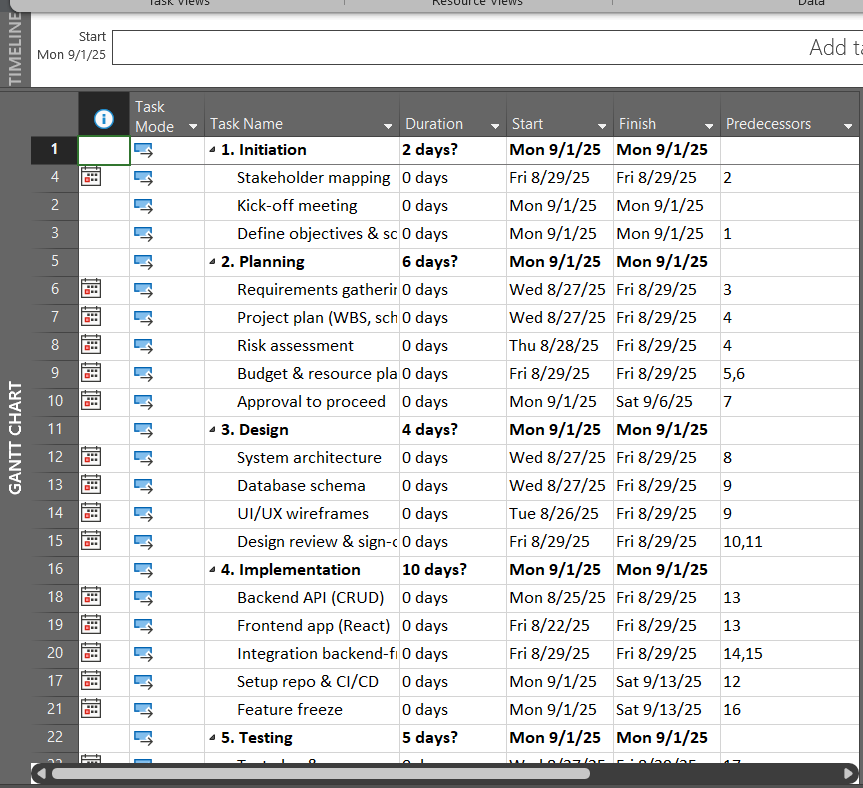 Task Views Resource Views Data
TIMELINE
Start
Mon 9/1/25
Add ta
GANTT CHART
Task Mode Task Name Duration Start Finish Predecessors
1 1. Initiation 2 days? Mon 9/1/25 Mon 9/1/25
4 Stakeholder mapping 0 days Fri 8/29/25 Fri 8/29/25 2
2 Kick-off meeting 0 days Mon 9/1/25 Mon 9/1/25
3 Define objectives & sc 0 days Mon 9/1/25 Mon 9/1/25 1
5 2. Planning 6 days? Mon 9/1/25 Mon 9/1/25
6 Requirements gatherin 0 days Wed 8/27/25 Fri 8/29/25 3
7 Project plan (WBS, sch 0 days Wed 8/27/25 Fri 8/29/25 4
8 Risk assessment 0 days Thu 8/28/25 Fri 8/29/25 4
9 Budget & resource pla 0 days Fri 8/29/25 Fri 8/29/25 5,6
10 Approval to proceed 0 days Mon 9/1/25 Sat 9/6/25 7
11 3. Design 4 days? Mon 9/1/25 Mon 9/1/25
12 System architecture 0 days Wed 8/27/25 Fri 8/29/25 8
13 Database schema 0 days Wed 8/27/25 Fri 8/29/25 9
14 UI/UX wireframes 0 days Tue 8/26/25 Fri 8/29/25 9
15 Design review & sign-o 0 days Fri 8/29/25 Fri 8/29/25 10,11
16 4. Implementation 10 days? Mon 9/1/25 Mon 9/1/25
18 Backend API (CRUD) 0 days Mon 8/25/25 Fri 8/29/25 13
19 Frontend app (React) 0 days Fri 8/22/25 Fri 8/29/25 13
20 Integration backend-fr 0 days Fri 8/29/25 Fri 8/29/25 14,15
17 Setup repo & CI/CD 0 days Mon 9/1/25 Sat 9/13/25 12
21 Feature freeze 0 days Mon 9/1/25 Sat 9/13/25 16
22 5. Testing 5 days? Mon 9/1/25 Mon 9/1/25